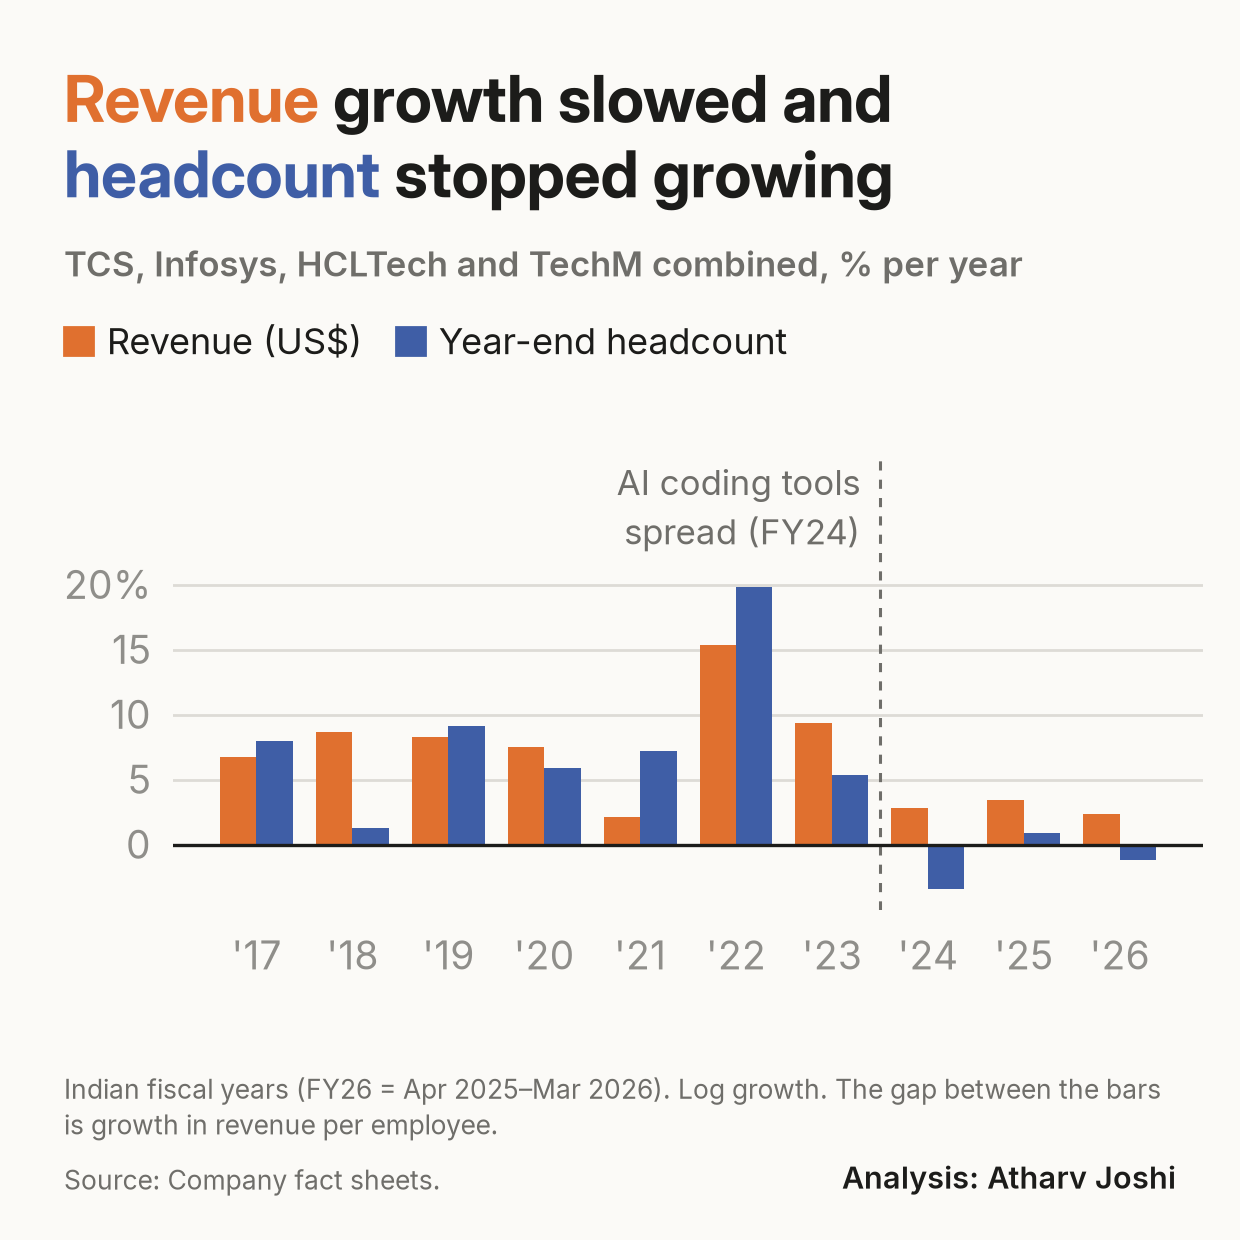 Revenue growth slowed and
headcount stopped growing
TCS, Infosys, HCLTech and TechM combined, % per year
Revenue (US$) Year-end headcount
AI coding tools
spread (FY24)
20%
15
10
5
0
'17 '18 '19 '20 '21 '22 '23 '24 '25 '26
Indian fiscal years (FY26 = Apr 2025–Mar 2026). Log growth. The gap between the bars
is growth in revenue per employee.
Source: Company fact sheets. Analysis: Atharv Joshi